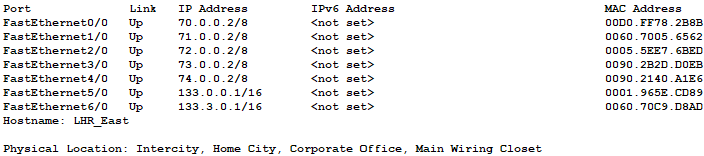 Port Link IP Address IPv6 Address MAC Address
FastEthernet0/0 Up 70.0.0.2/8 <not set> 00D0.FF78.2B8B
FastEthernet1/0 Up 71.0.0.2/8 <not set> 0060.7005.6562
FastEthernet2/0 Up 72.0.0.2/8 <not set> 0005.5EE7.6BED
FastEthernet3/0 Up 73.0.0.2/8 <not set> 0090.2B2D.D0EB
FastEthernet4/0 Up 74.0.0.2/8 <not set> 0090.2140.A1E6
FastEthernet5/0 Up 133.0.0.1/16 <not set> 0001.965E.CD89
FastEthernet6/0 Up 133.3.0.1/16 <not set> 0060.70C9.D8AD
Hostname: LHR_East
Physical Location: Intercity, Home City, Corporate Office, Main Wiring Closet